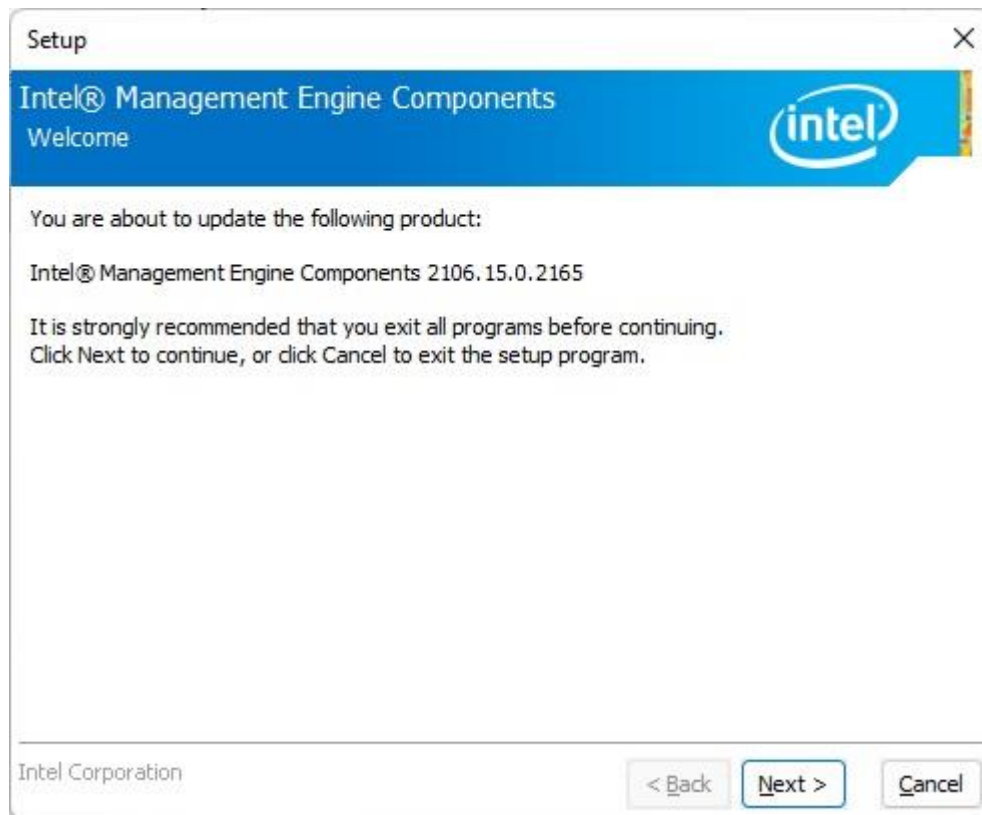 Setup
Intel® Management Engine Components
Welcome
intel
You are about to update the following product:
Intel® Management Engine Components 2106.15.0.2165
It is strongly recommended that you exit all programs before continuing.
Click Next to continue, or click Cancel to exit the setup program.
Intel Corporation
< Back Next > Cancel